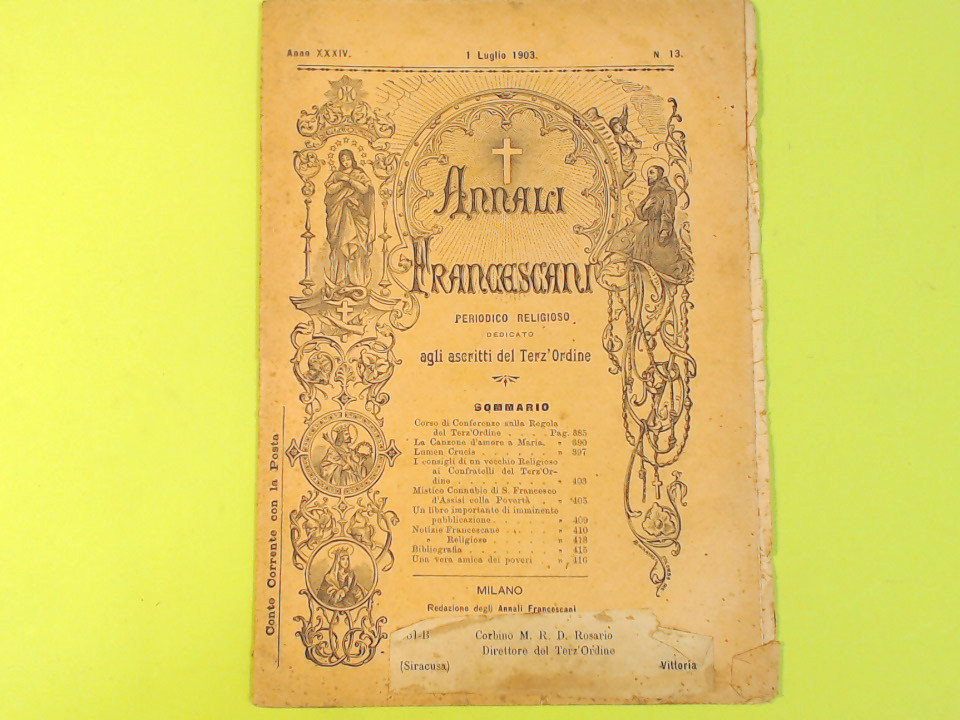 Anno XXXIV.
1 Luglio 1903.
N 13.
ANNALI
FRANCESCANI
PERIODICO RELIGIOSO
DEDICATO
agli ascritti del Terz'Ordine
SOMMARIO
Corso di Conferenze sulla Regola
del Terz'Ordine . . . . Pag. 385
La Canzone d'amore a Maria. » 390
Lumen Crucis . . . . . . . » 397
I consigli di un vecchio Religioso
ai Confratelli del Terz'Or-
dine . . . . . . . . . » 403
Mistico Connubio di S. Francesco
d'Assisi colla Povertà . . » 405
Un libro importante di imminente
pubblicazione . . . . . . » 409
Notizie Francescane . . . . » 410
» Religiose . . . . . » 413
Bibliografia . . . . . . . » 415
Una vera amica dei poveri » 416
MILANO
Redazione degli Annali Francescani
Conto Corrente con la Posta
51-B Corbino M. R. D. Rosario
Direttore del Terz'Ordine
(Siracusa) Vittoria